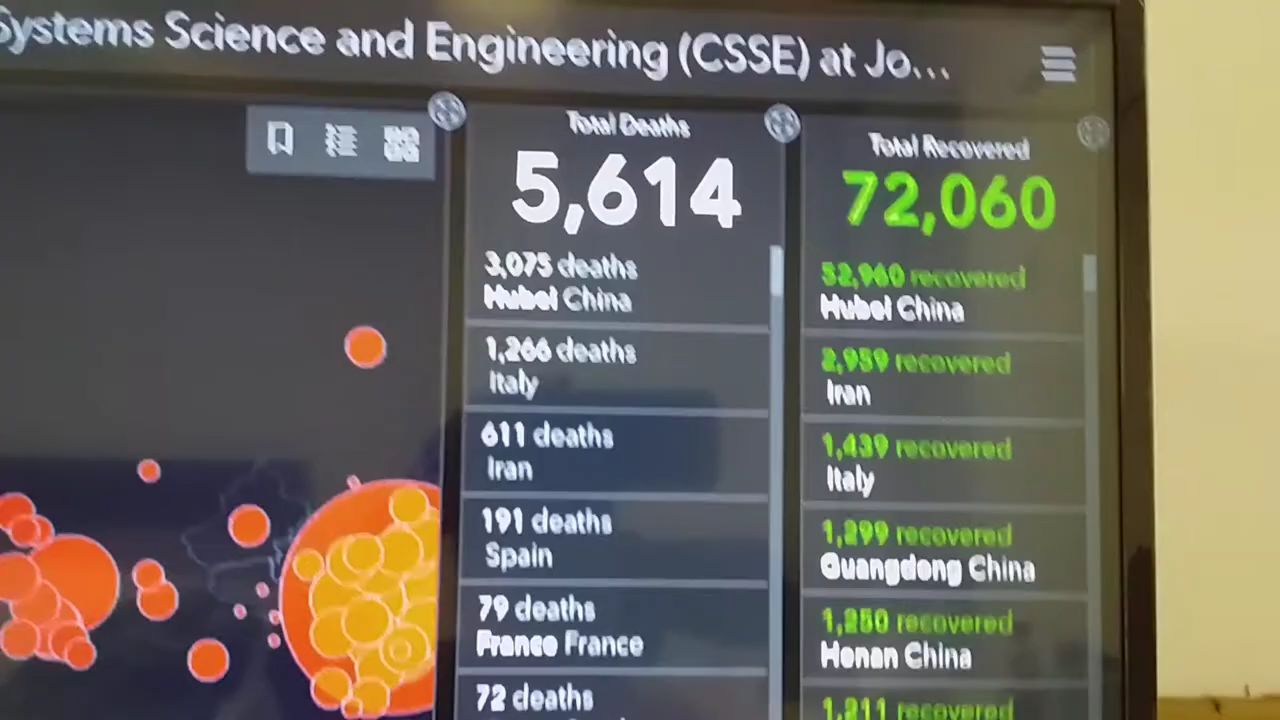 Systems Science and Engineering (CSSE) at Jo...
Total Deaths
5,614
3,075 deaths
Hubei China
1,266 deaths
Italy
611 deaths
Iran
191 deaths
Spain
79 deaths
France France
72 deaths
Total Recovered
72,060
52,960 recovered
Hubei China
2,959 recovered
Iran
1,439 recovered
Italy
1,299 recovered
Guangdong China
1,250 recovered
Henan China
1,211 recovered